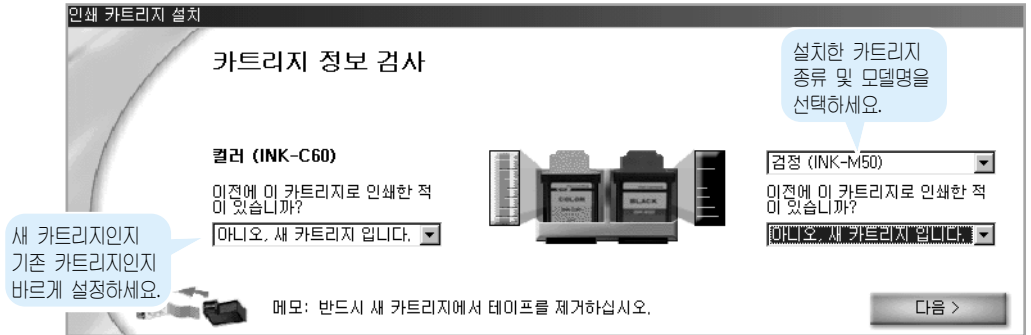 인쇄 카트리지 설치
카트리지 정보 검사
설치한 카트리지
종류 및 모델명을
선택하세요.
컬러 (INK-C60)
이전에 이 카트리지로 인쇄한 적
이 있습니까?
아니오, 새 카트리지 입니다.
새 카트리지인지
기존 카트리지인지
바르게 설정하세요.
COLOR
BLACK
검정 (INK-M50)
이전에 이 카트리지로 인쇄한 적
이 있습니까?
아니오, 새 카트리지 입니다.
메모: 반드시 새 카트리지에서 테이프를 제거하십시오.
다음 >